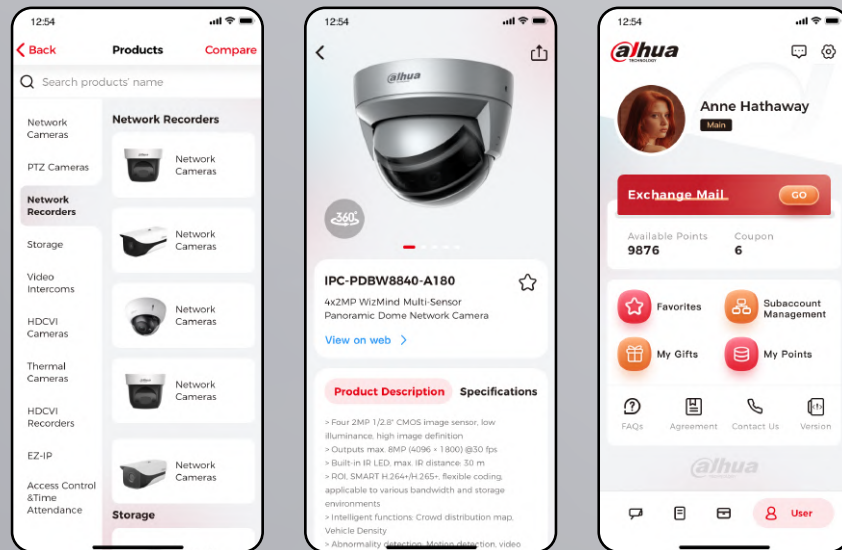 12:54
Back
Products
Compare
Search products' name
Network
Cameras
PTZ Cameras
Network
Recorders
Storage
Video
Intercoms
HDCVI
Cameras
Thermal
Cameras
HDCVI
Recorders
EZ-IP
Access Control
&Time
Attendance
Network Recorders
Network
Cameras
Network
Cameras
Network
Cameras
Network
Cameras
Network
Cameras
Storage
12:54
alhua
360°
IPC-PDBW8840-A180
4x2MP WizMind Multi-Sensor
Panoramic Dome Network Camera
View on web >
Product Description
Specifications
> Four 2MP 1/2.8" CMOS image sensor, low
illuminance, high image definition
> Outputs max. 8MP (4096 × 1800) @30 fps
> Built-in IR LED, max. IR distance: 30 m
> ROI, SMART H.264+/H.265+, flexible coding,
applicable to various bandwidth and storage
environments
> Intelligent functions: Crowd distribution map,
Vehicle Density
> Abnormality detection: Motion detection, video
12:54
alhua
TECHNOLOGY
Anne Hathaway
Main
Exchange Mail
GO
Available Points
Coupon
9876
6
Favorites
Subaccount
Management
My Gifts
My Points
FAQs
Agreement
Contact Us
Version
alhua
User